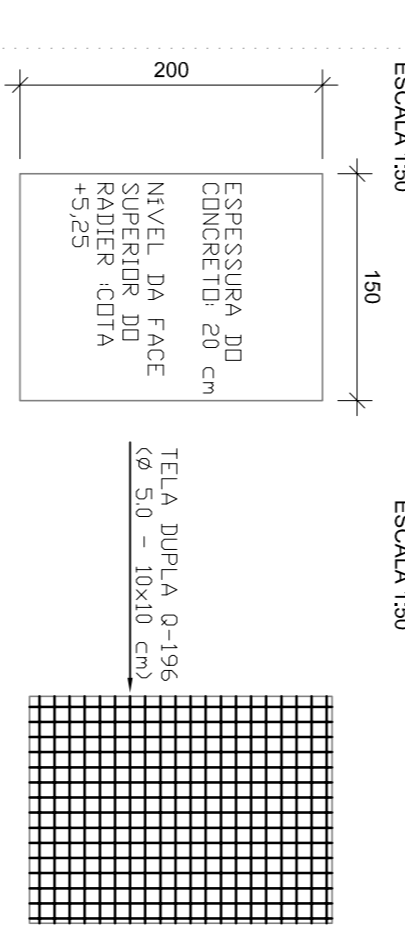 ESCALA 1:50
150
200
ESPESSURA DO
CONCRETO: 20 cm
NÍVEL DA FACE
SUPERIOR DO
RADIER :COTA
+5,25
ESCALA 1:50
TELA DUPLA Q-196
(Ø 5.0 - 10x10 cm)